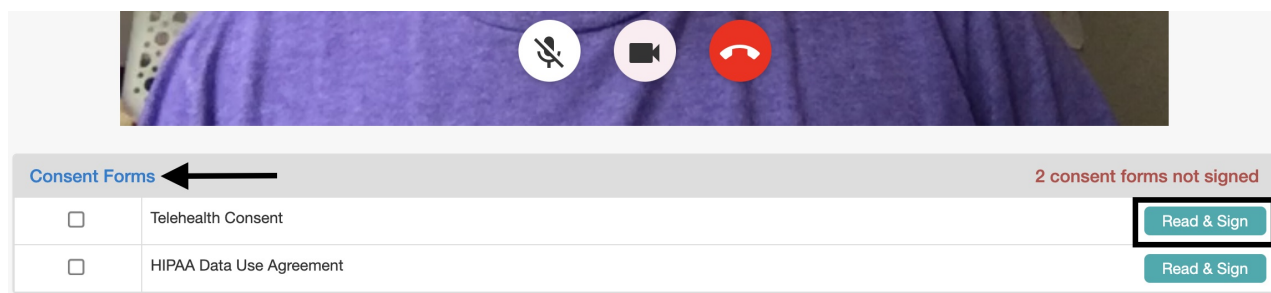 Consent Forms
2 consent forms not signed
Telehealth Consent
Read & Sign
HIPAA Data Use Agreement
Read & Sign